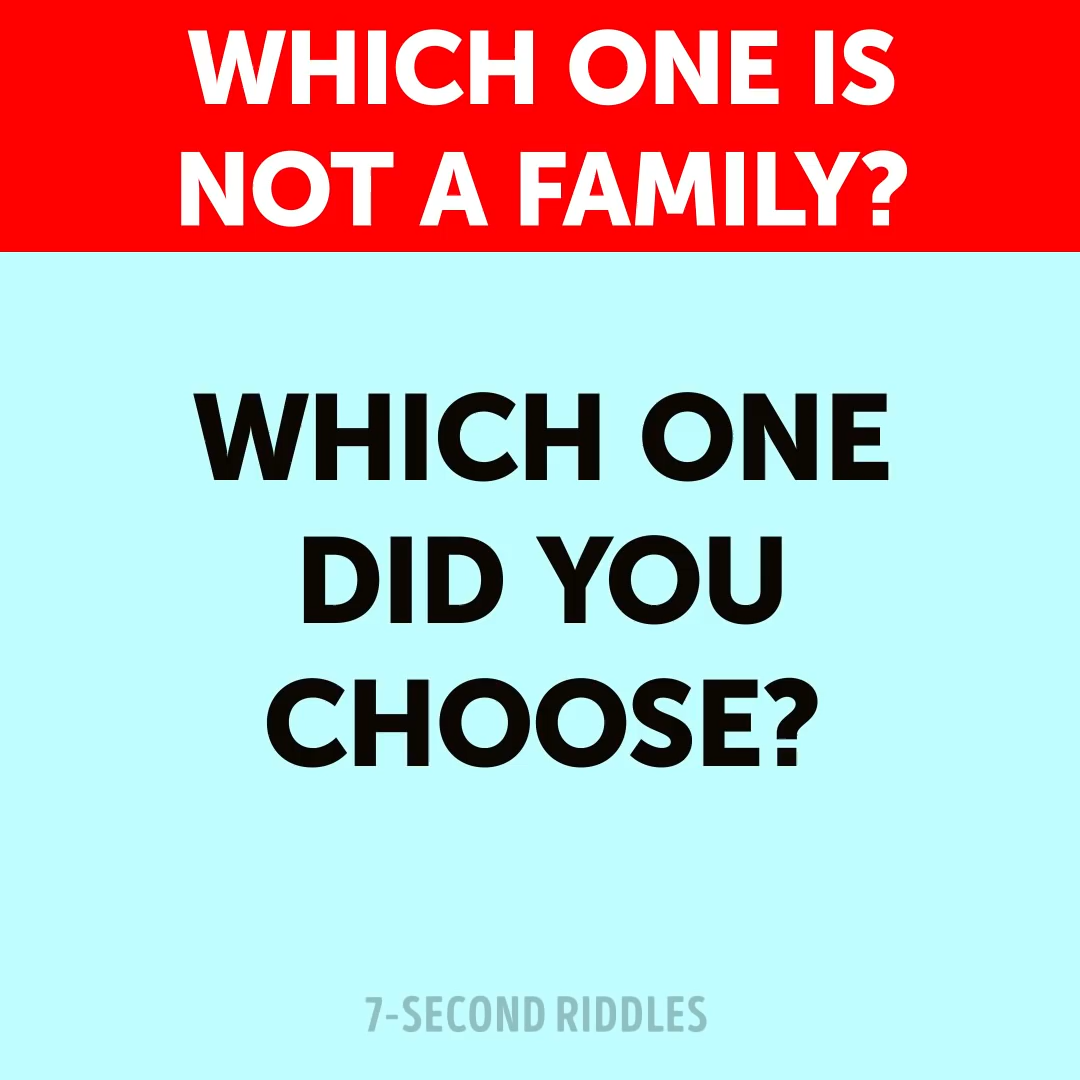 WHICH ONE IS
NOT A FAMILY?
WHICH ONE
DID YOU
CHOOSE?
7-SECOND RIDDLES